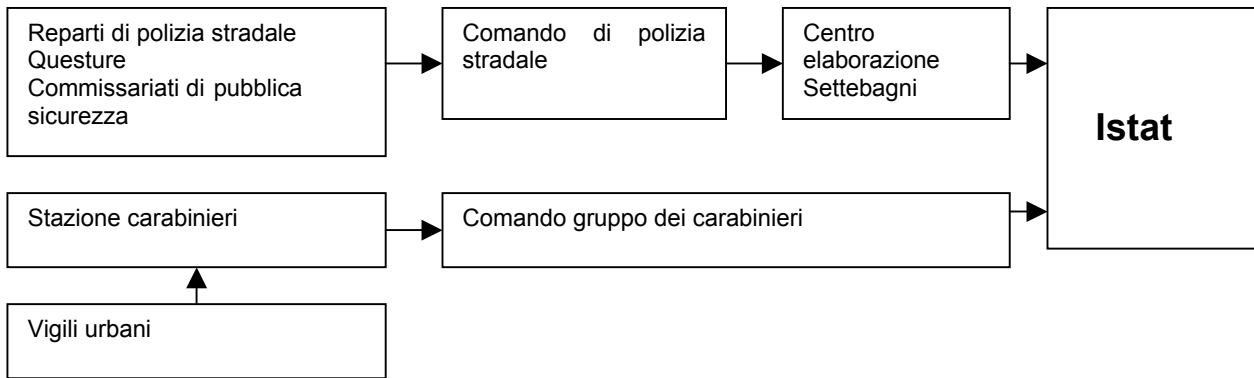 Reparti di polizia stradale
Questure
Commissariati di pubblica
sicurezza
Comando di polizia
stradale
Centro
elaborazione
Settebagni
Istat
Stazione carabinieri
Comando gruppo dei carabinieri
Vigili urbani